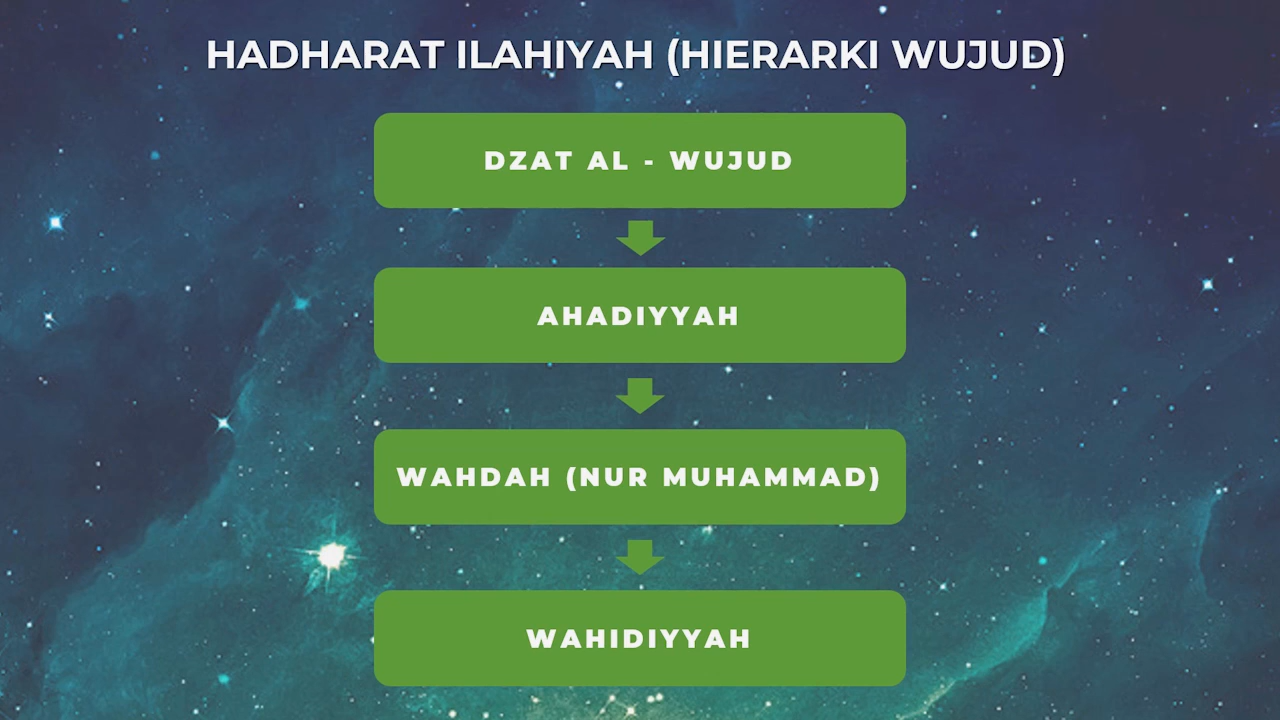 HADHARAT ILAHIYAH (HIERARKI WUJUD)
DZAT AL - WUJUD
AHADIYYAH
WAHDAH (NUR MUHAMMAD)
WAHIDIYYAH